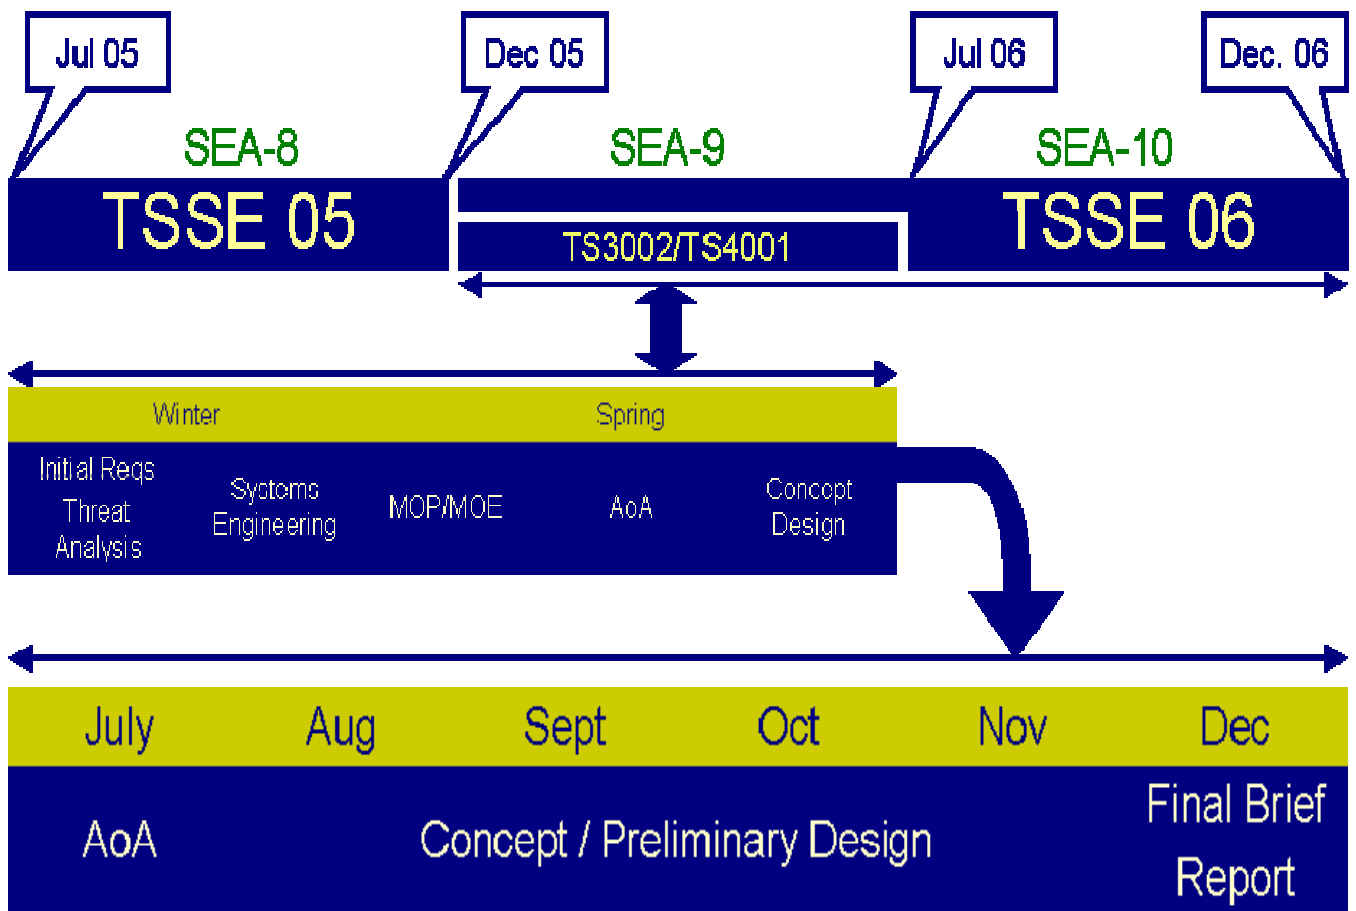 Jul 05
Dec 05
Jul 06
Dec. 06
SEA-8
SEA-9
SEA-10
TSSE 05
TS3002/TS4001
TSSE 06
Winter
Spring
Initial Reqs
Threat
Analysis
Systems
Engineering
MOP/MOE
AoA
Concept
Design
July
Aug
Sept
Oct
Nov
Dec
AoA
Concept / Preliminary Design
Final Brief
Report